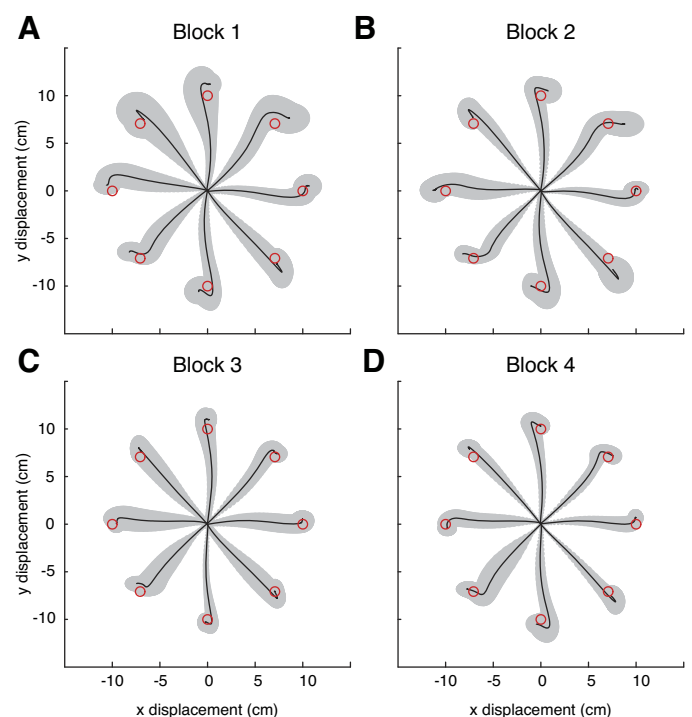 A
Block 1
B
Block 2
10
5
0
-5
-10
y displacement (cm)
10
5
0
-5
-10
C
Block 3
D
Block 4
10
5
0
-5
-10
y displacement (cm)
-10 -5 0 5 10
x displacement (cm)
10
5
0
-5
-10
-10 -5 0 5 10
x displacement (cm)